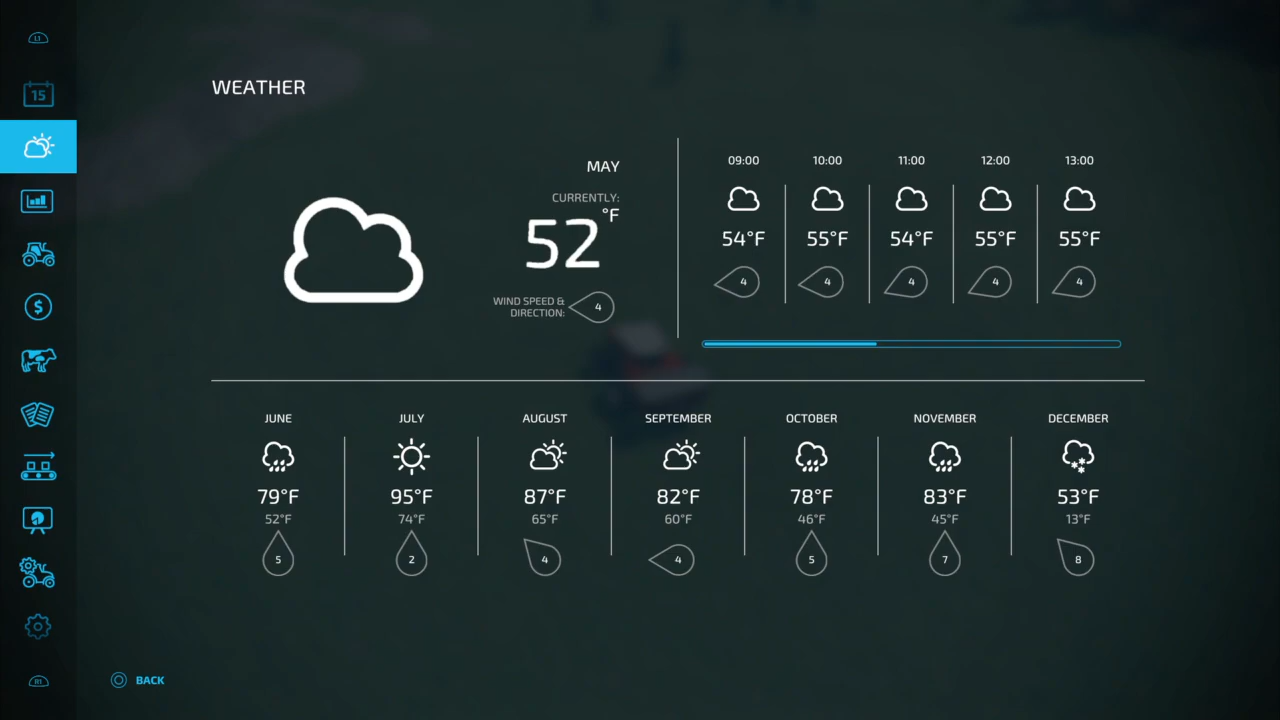 L1
15
WEATHER
MAY
CURRENTLY:
52°F
WIND SPEED &
DIRECTION:
4
09:00 10:00 11:00 12:00 13:00
54°F 55°F 54°F 55°F 55°F
4 4 4 4 4
JUNE JULY AUGUST SEPTEMBER OCTOBER NOVEMBER DECEMBER
79°F 95°F 87°F 82°F 78°F 83°F 53°F
52°F 74°F 65°F 60°F 46°F 45°F 13°F
5 2 4 4 5 7 8
$
R1
BACK